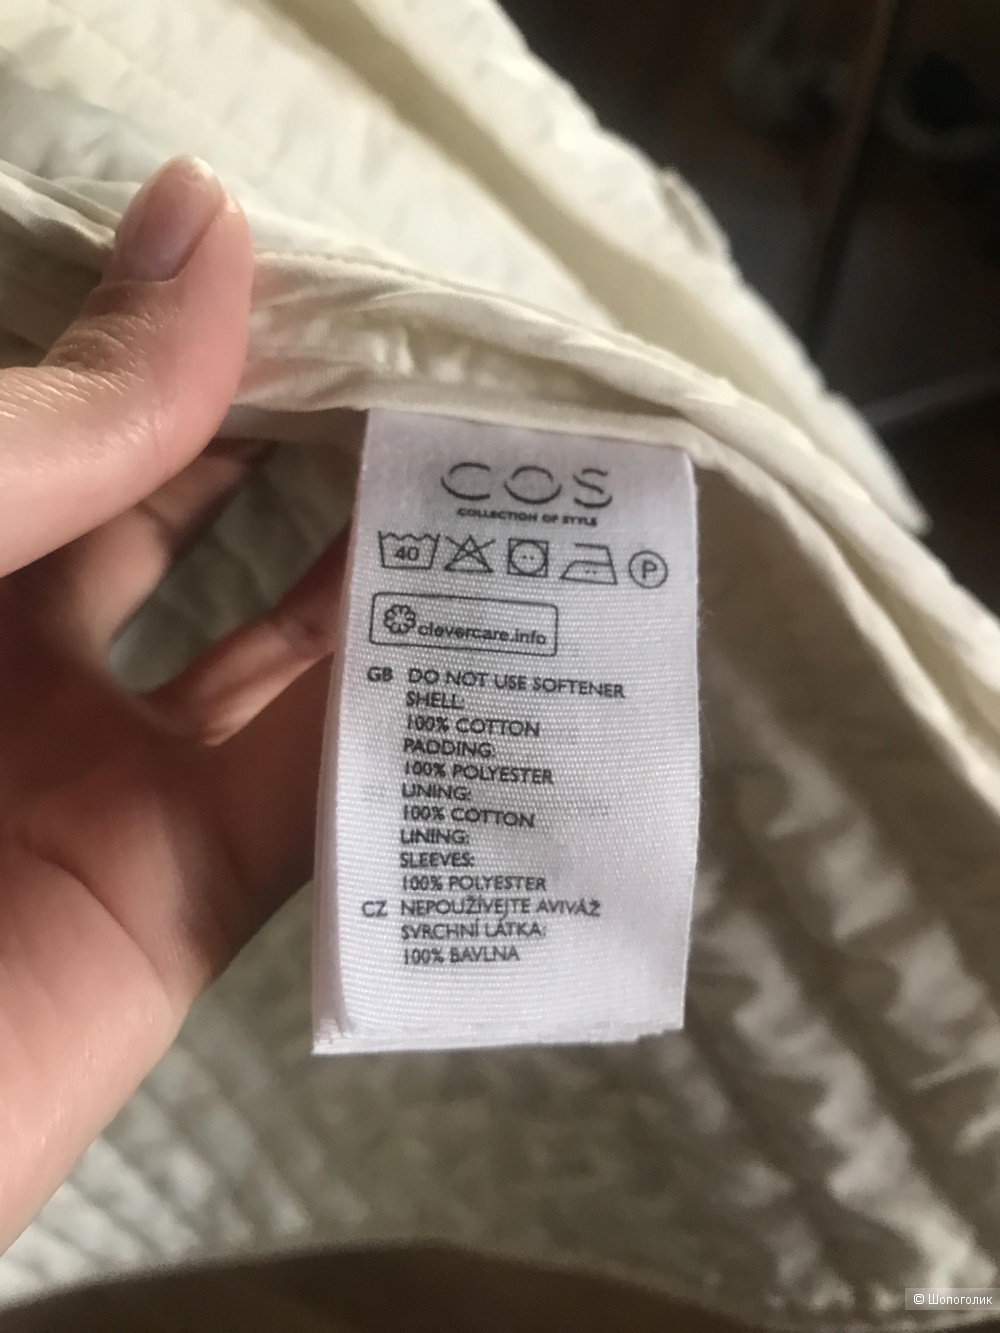 COS
COLLECTION OF STYLE
40
P
clevercare.info
GB DO NOT USE SOFTENER
SHELL:
100% COTTON
PADDING:
100% POLYESTER
LINING:
100% COTTON
LINING:
SLEEVES:
100% POLYESTER
CZ NEPOUŽÍVEJTE AVIVÁŽ
SVRCHNÍ LÁTKA:
100% BAVLNA
© Шопоголик